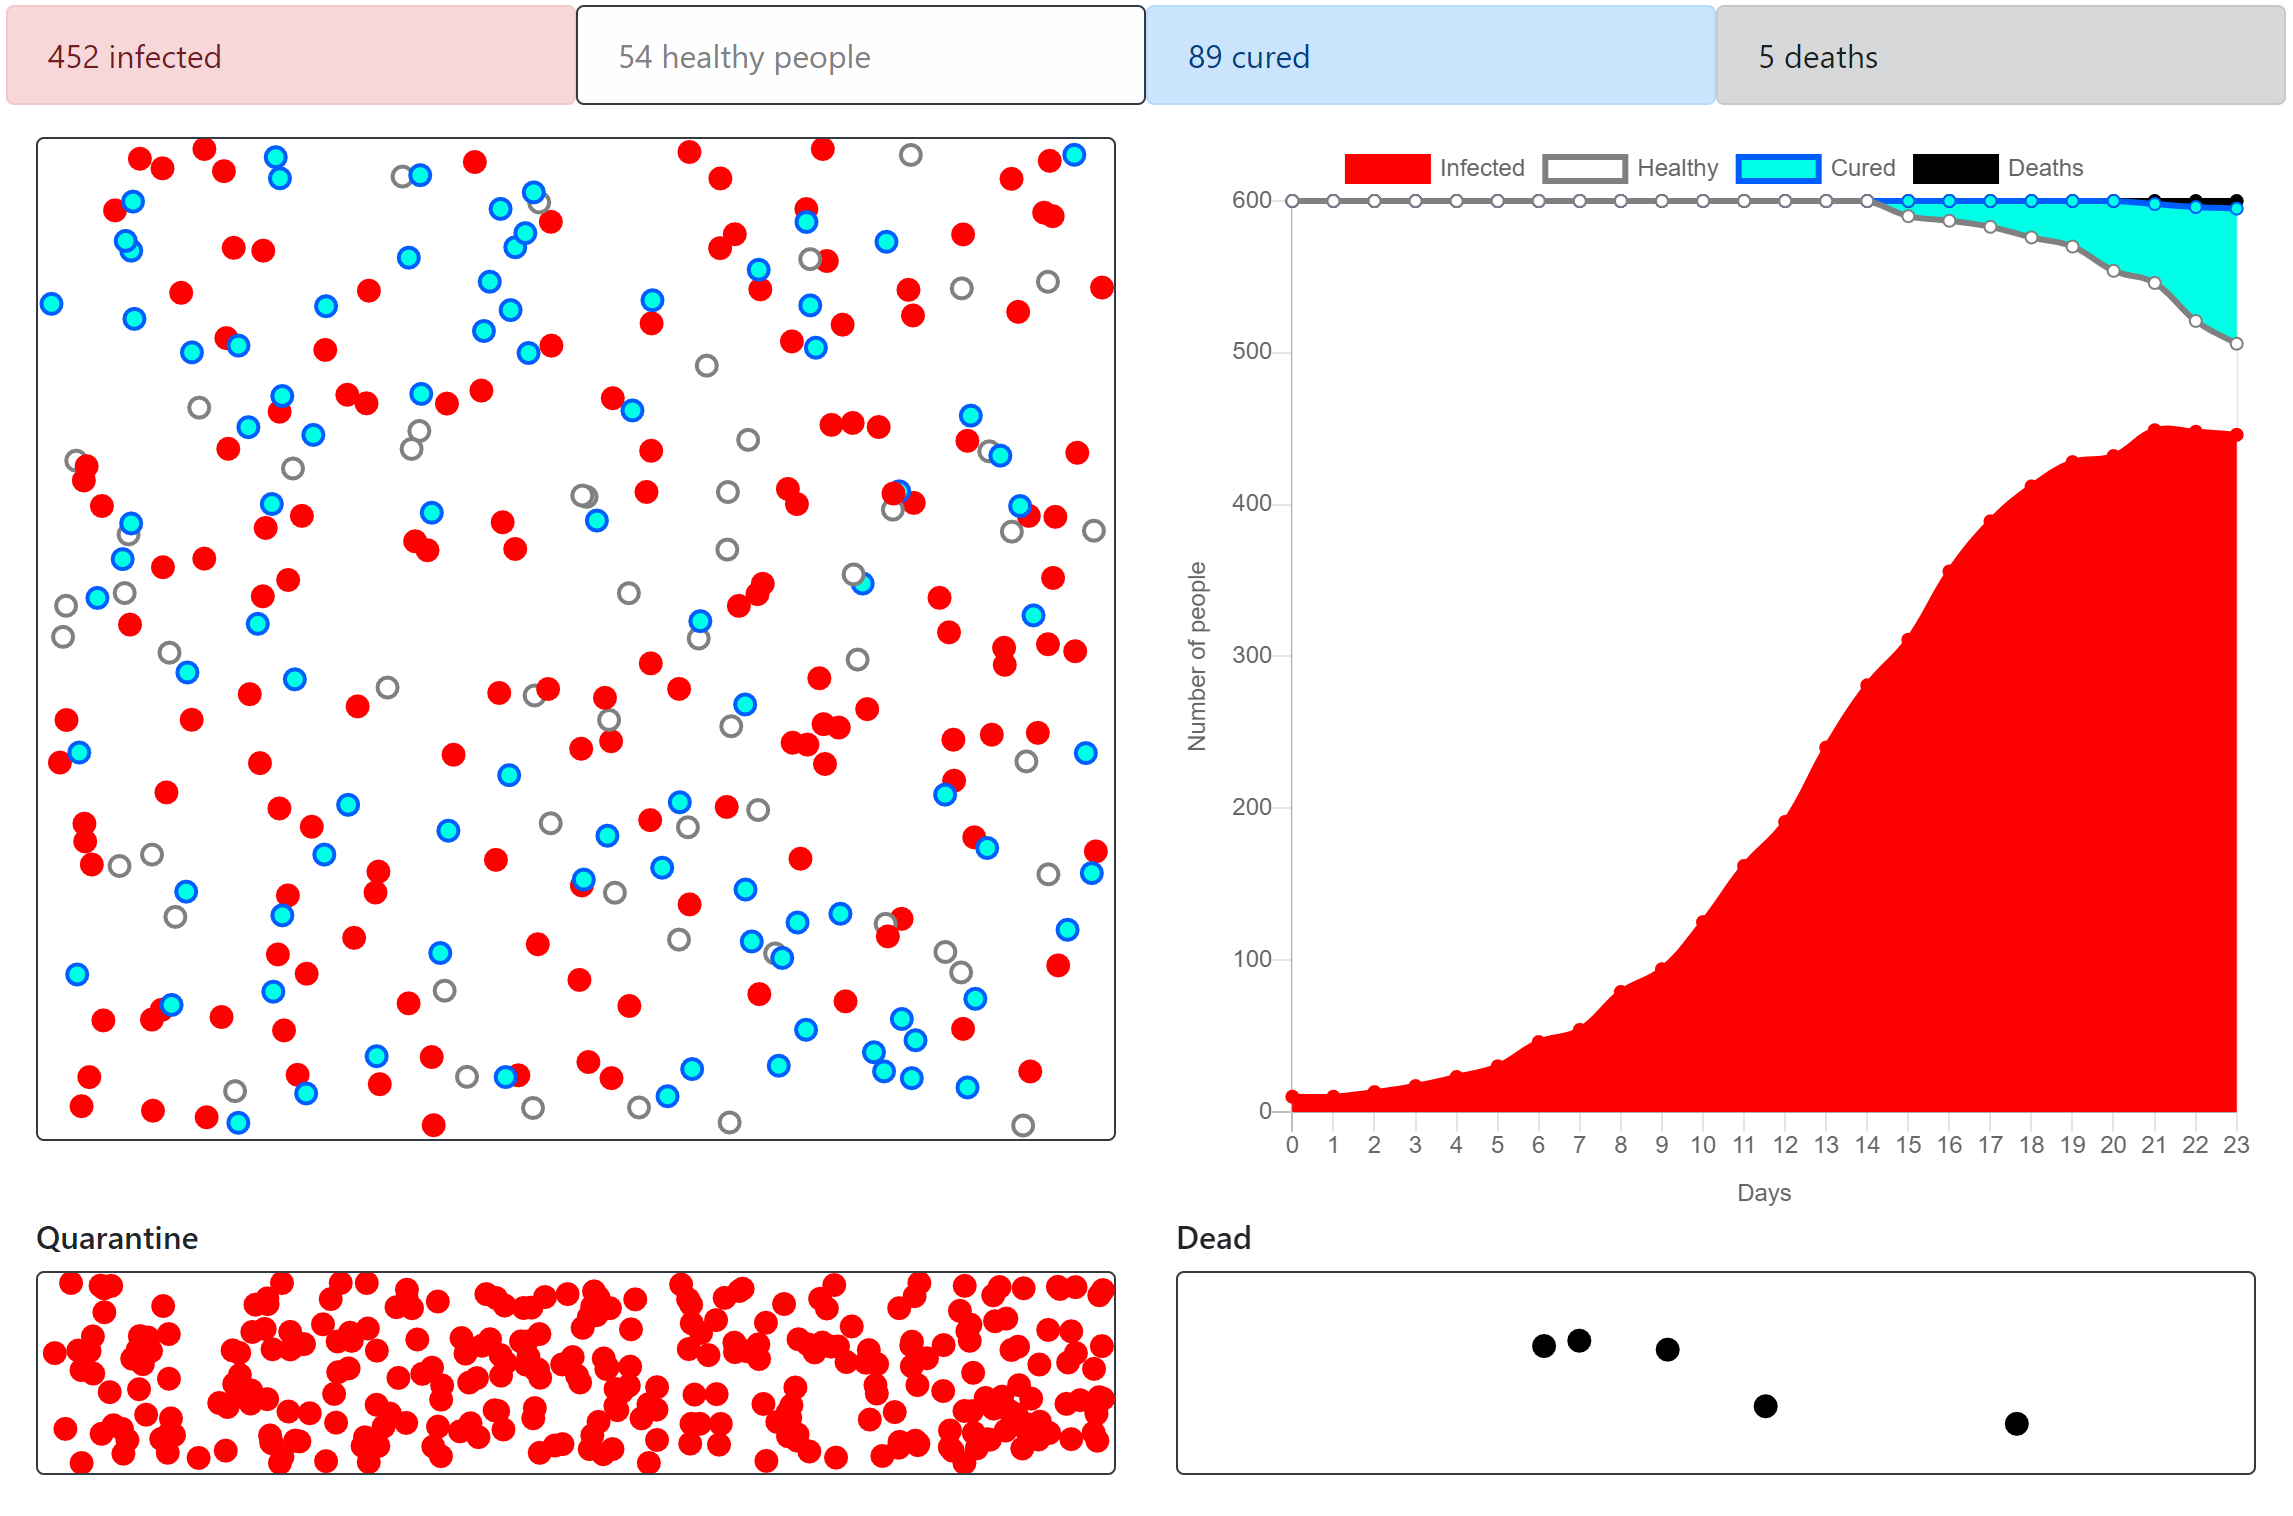 452 infected
54 healthy people
89 cured
5 deaths
Infected
Healthy
Cured
Deaths
600
500
400
300
200
100
0
Number of people
0 1 2 3 4 5 6 7 8 9 10 11 12 13 14 15 16 17 18 19 20 21 22 23
Days
Quarantine
Dead